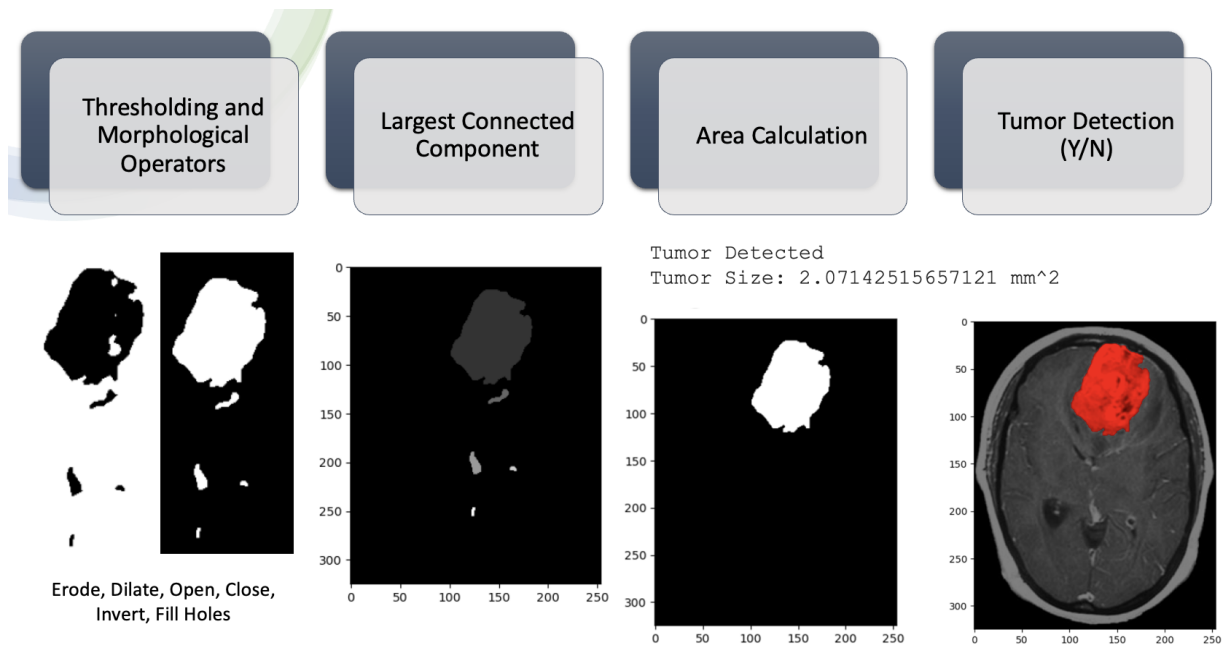 Thresholding and
Morphological
Operators
Largest Connected
Component
Area Calculation
Tumor Detection
(Y/N)
Tumor Detected
Tumor Size: 2.07142515657121 mm^2
0
50
100
150
200
250
300
0 50 100 150 200 250
0
50
100
150
200
250
300
0 50 100 150 200 250
0
50
100
150
200
250
300
0 50 100 150 200 250
Erode, Dilate, Open, Close,
Invert, Fill Holes